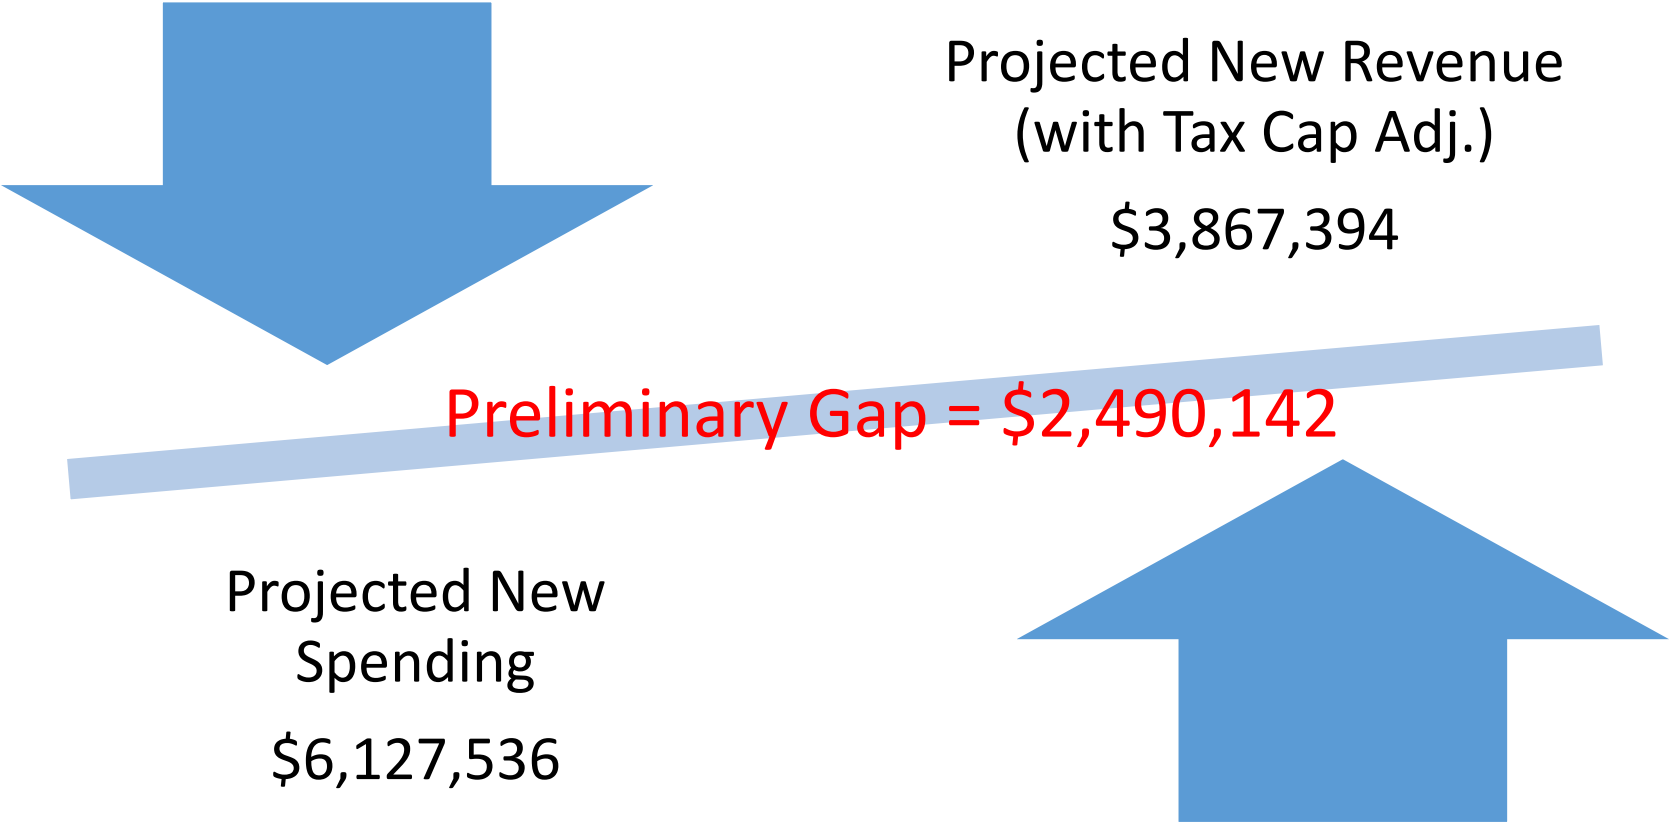 Projected New Revenue
(with Tax Cap Adj.)
$3,867,394
Preliminary Gap = $2,490,142
Projected New
Spending
$6,127,536